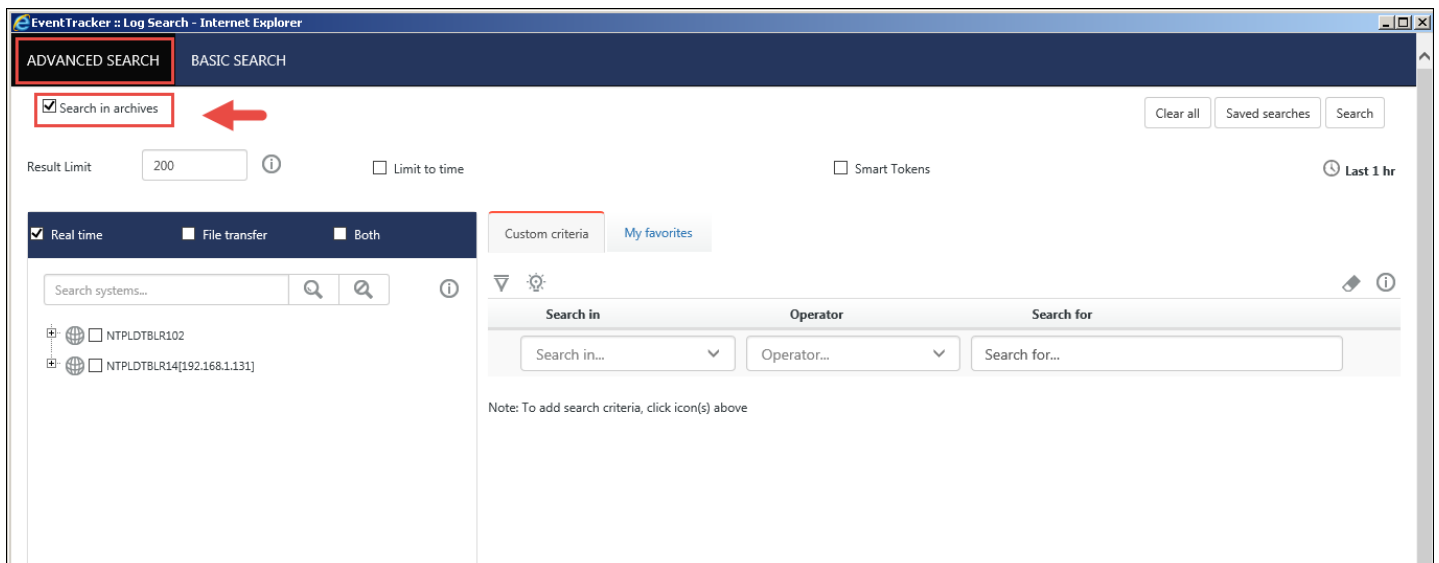 EventTracker :: Log Search - Internet Explorer
ADVANCED SEARCH BASIC SEARCH
Search in archives
Clear all Saved searches Search
Result Limit 200 Limit to time Smart Tokens Last 1 hr
Real time File transfer Both
Custom criteria My favorites
Search systems...
Search in Operator Search for
NTPLDTBLR102
Search in... Operator... Search for...
NTPLDTBLR14[192.168.1.131]
Note: To add search criteria, click icon(s) above